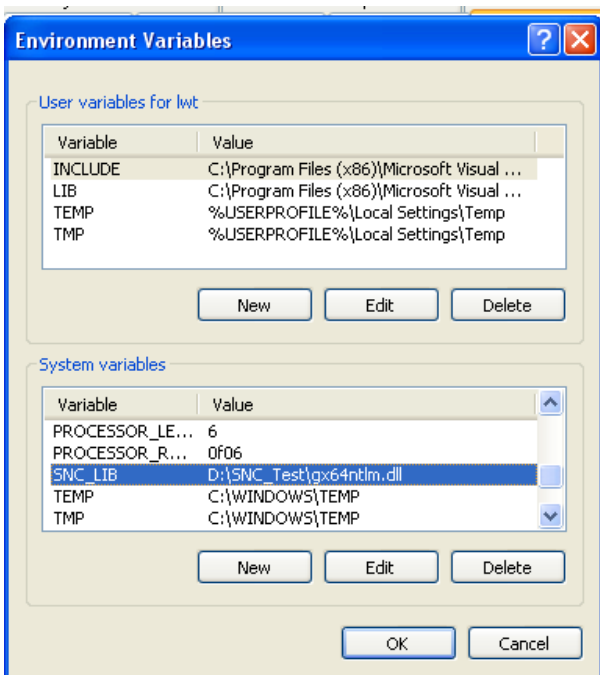 Environment Variables
User variables for lwt
Variable Value
INCLUDE C:\Program Files (x86)\Microsoft Visual ...
LIB C:\Program Files (x86)\Microsoft Visual ...
TEMP %USERPROFILE%\Local Settings\Temp
TMP %USERPROFILE%\Local Settings\Temp
New Edit Delete
System variables
Variable Value
PROCESSOR_LE... 6
PROCESSOR_R... 0f06
SNC_LIB D:\SNC_Test\gx64ntlm.dll
TEMP C:\WINDOWS\TEMP
TMP C:\WINDOWS\TEMP
New Edit Delete
OK Cancel